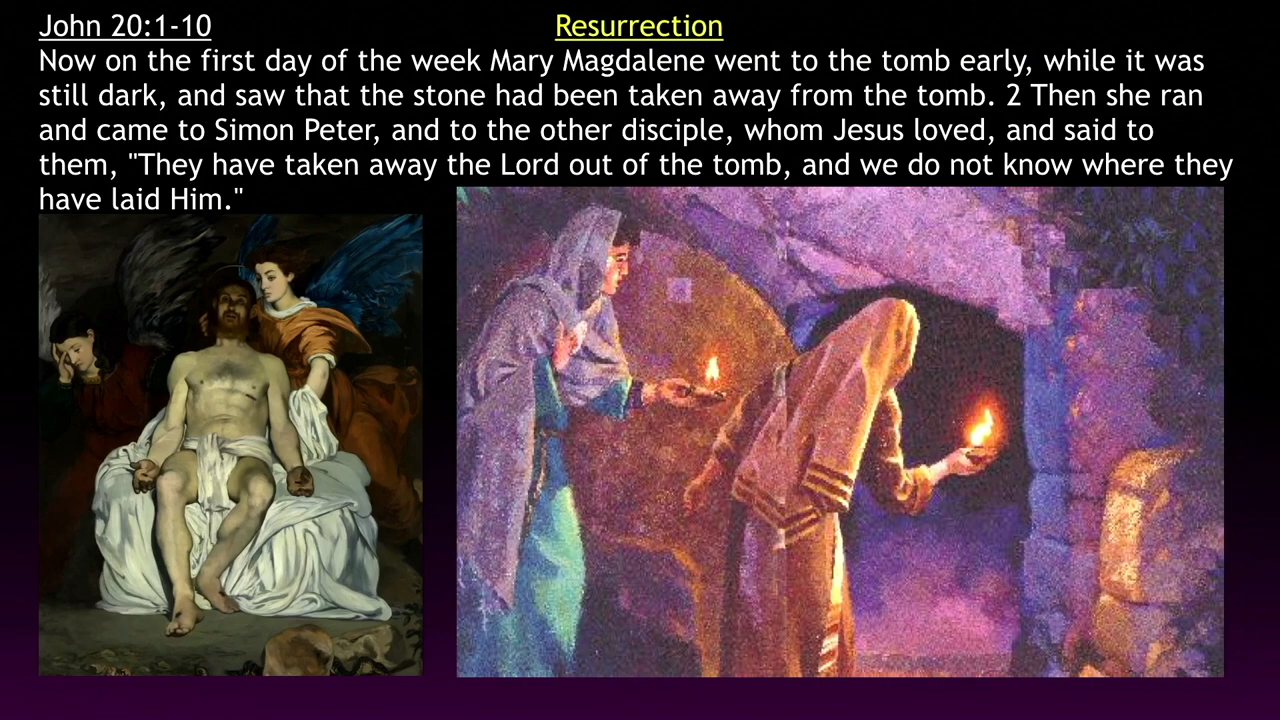 John 20:1-10 Resurrection
Now on the first day of the week Mary Magdalene went to the tomb early, while it was
still dark, and saw that the stone had been taken away from the tomb. 2 Then she ran
and came to Simon Peter, and to the other disciple, whom Jesus loved, and said to
them, "They have taken away the Lord out of the tomb, and we do not know where they
have laid Him."